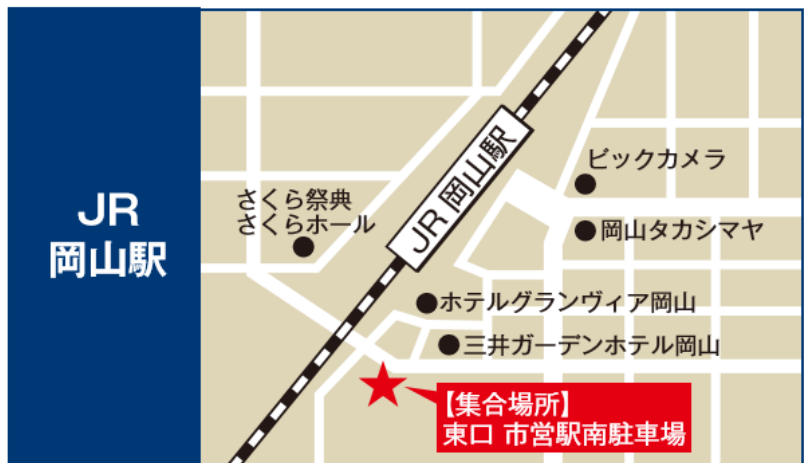 JR
岡山駅
JR 岡山駅
ビックカメラ
さくら祭典
さくらホール
岡山タカシマヤ
ホテルグランヴィア岡山
三井ガーデンホテル岡山
【集合場所】
東口 市営駅南駐車場